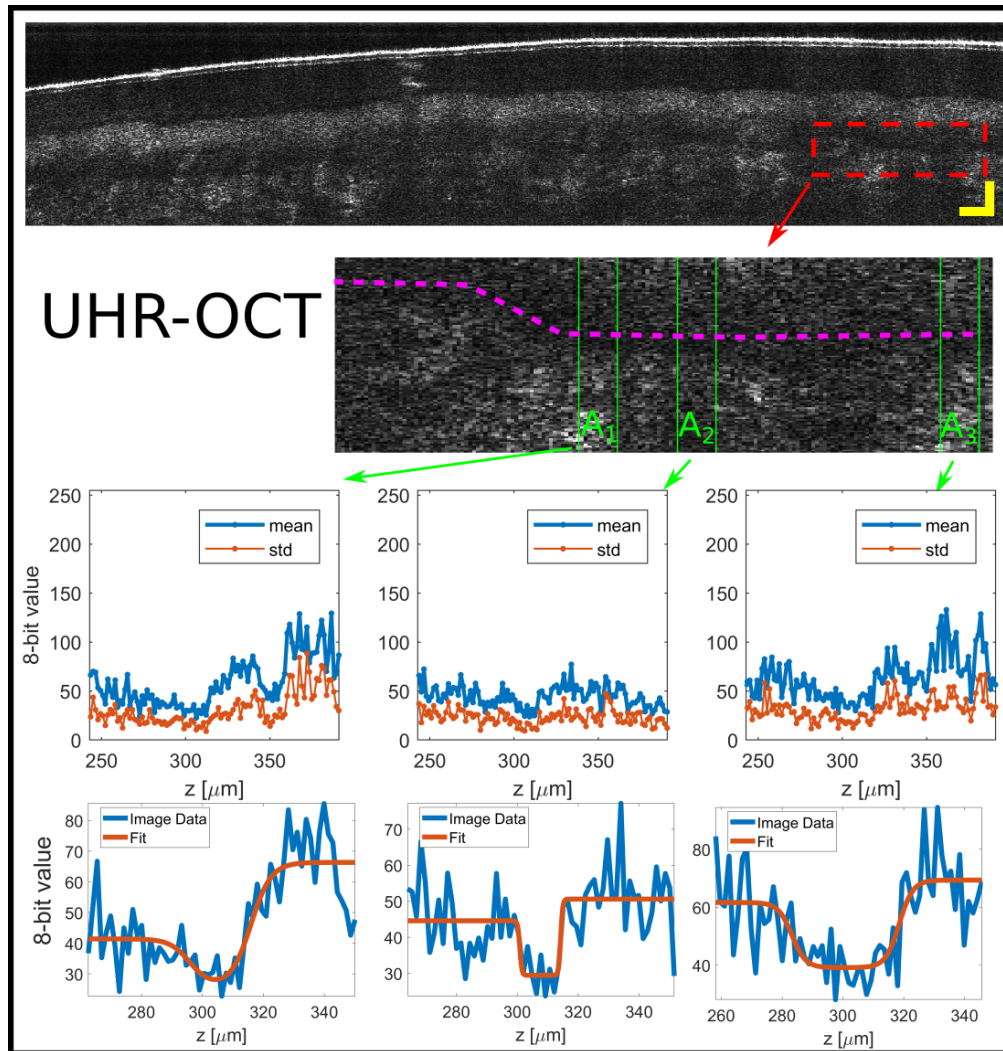 UHR-OCT
A1 A2 A3
8-bit value
250
200
150
100
50
0
mean
std
250 300 350
z [μm]
250
200
150
100
50
0
mean
std
250 300 350
z [μm]
250
200
150
100
50
0
mean
std
250 300 350
z [μm]
8-bit value
80
70
60
50
40
30
Image Data
Fit
280 300 320 340
z [μm]
70
60
50
40
30
Image Data
Fit
280 300 320 340
z [μm]
80
60
40
Image Data
Fit
260 280 300 320 340
z [μm]